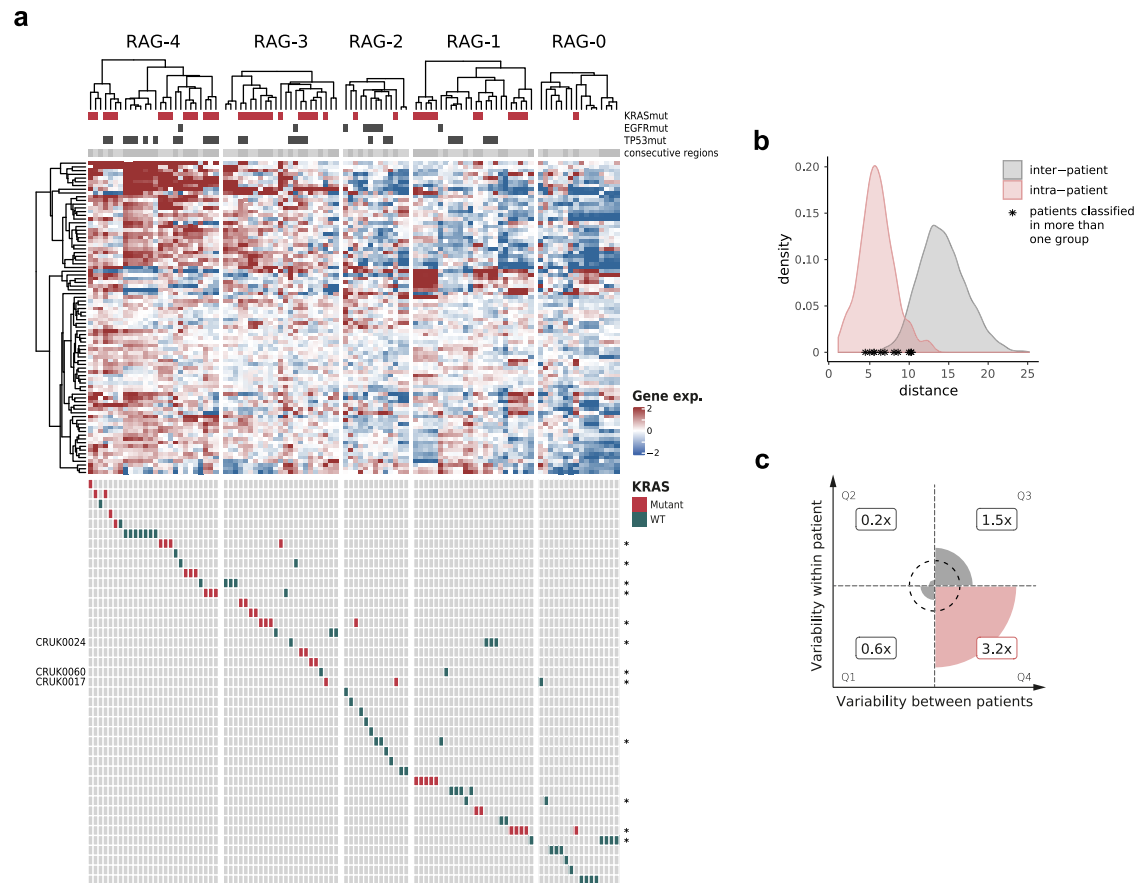 a
RAG-4 RAG-3 RAG-2 RAG-1 RAG-0
KRASmut
EGFRmut
TP53mut
consecutive regions
Gene exp.
2
0
−2
KRAS
Mutant
WT
*
*
*
*
*
CRUK0024 *
CRUK0060 *
CRUK0017 *
*
*
*
*
b
0.20
0.15
0.10
0.05
0
density
0 5 10 15 20 25
distance
inter−patient
intra−patient
* patients classified
in more than
one group
c
Q2 Q3
0.2x 1.5x
0.6x 3.2x
Q1 Q4
Variability within patient
Variability between patients